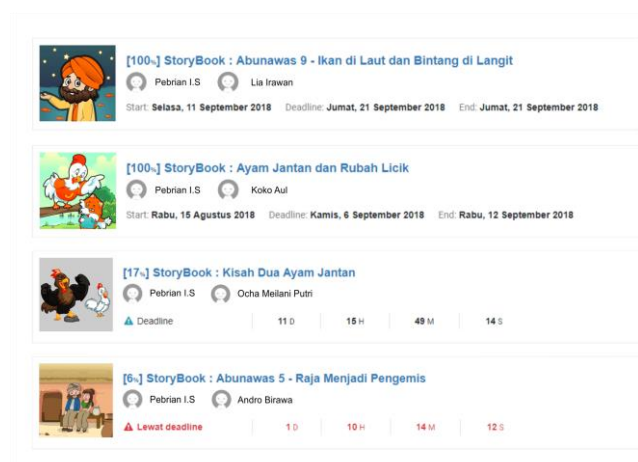 [100%] StoryBook : Abunawas 9 - Ikan di Laut dan Bintang di Langit
Pebrian I.S Lia Irawan
Start: Selasa, 11 September 2018 Deadline: Jumat, 21 September 2018 End: Jumat, 21 September 2018
[100%] StoryBook : Ayam Jantan dan Rubah Licik
Pebrian I.S Koko Aul
Start: Rabu, 15 Agustus 2018 Deadline: Kamis, 6 September 2018 End: Rabu, 12 September 2018
[17%] StoryBook : Kisah Dua Ayam Jantan
Pebrian I.S Ocha Meilani Putri
Deadline 11 D 15 H 49 M 14 S
[6%] StoryBook : Abunawas 5 - Raja Menjadi Pengemis
Pebrian I.S Andro Birawa
Lewat deadline 1 D 10 H 14 M 12 S